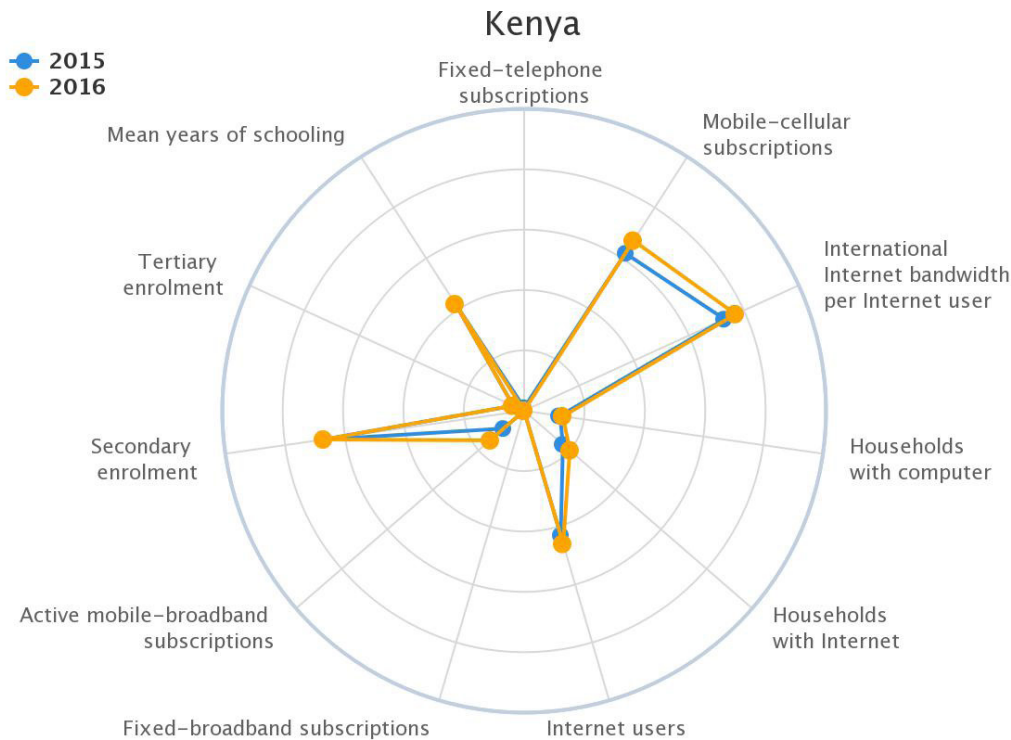 Kenya
2015
2016
Fixed-telephone
subscriptions
Mobile-cellular
subscriptions
International
Internet bandwidth
per Internet user
Households
with computer
Households
with Internet
Internet users
Fixed-broadband subscriptions
Active mobile-broadband
subscriptions
Secondary
enrolment
Tertiary
enrolment
Mean years of schooling